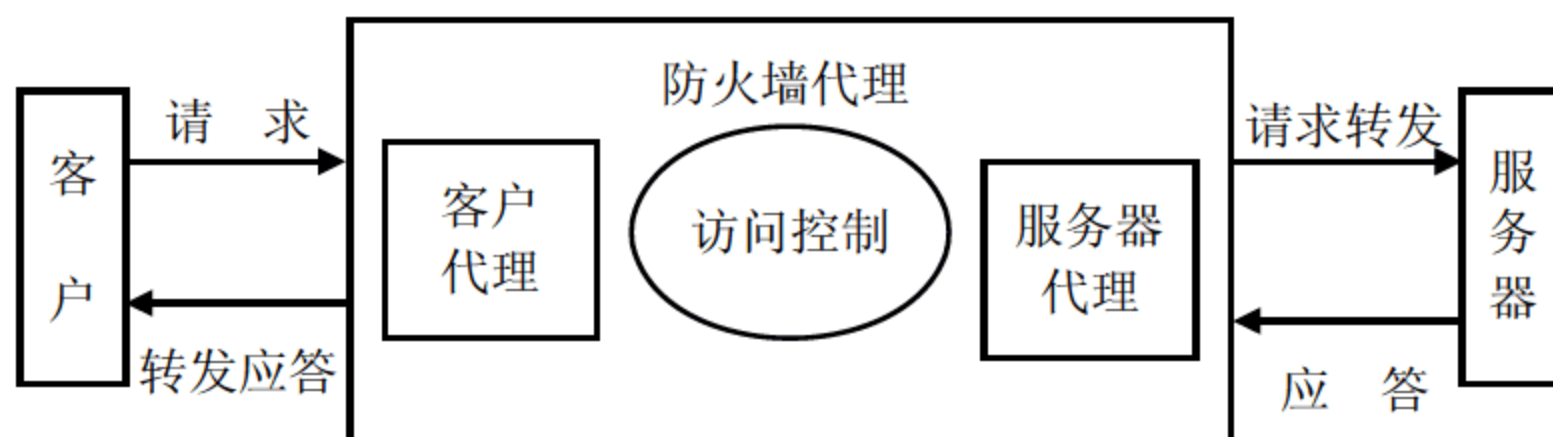 防火墙代理
客
户
请 求
转发应答
客户
代理
访问控制
服务器
代理
请求转发
应 答
服
务
器